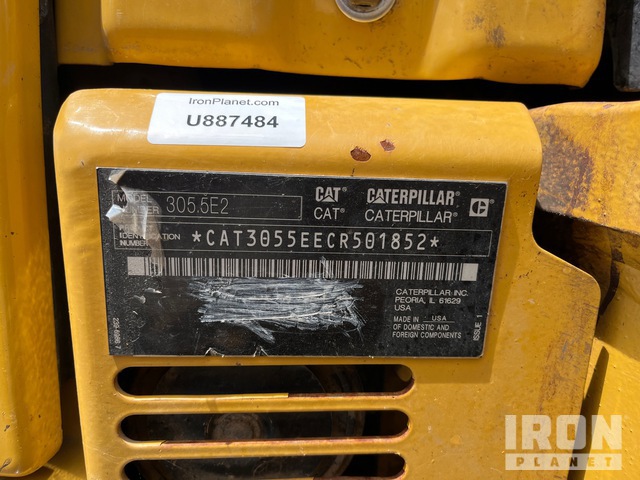 IronPlanet.com
U887484
MODEL 305.5E2
CAT® CATERPILLAR®
CAT® CATERPILLAR® C
IDENTIFICATION
NUMBER *CAT3055EECR501852*
CATERPILLAR INC.
PEORIA, IL 61629
USA
MADE IN USA
OF DOMESTIC AND
FOREIGN COMPONENTS
ISSUE 1
IRON
PLANET